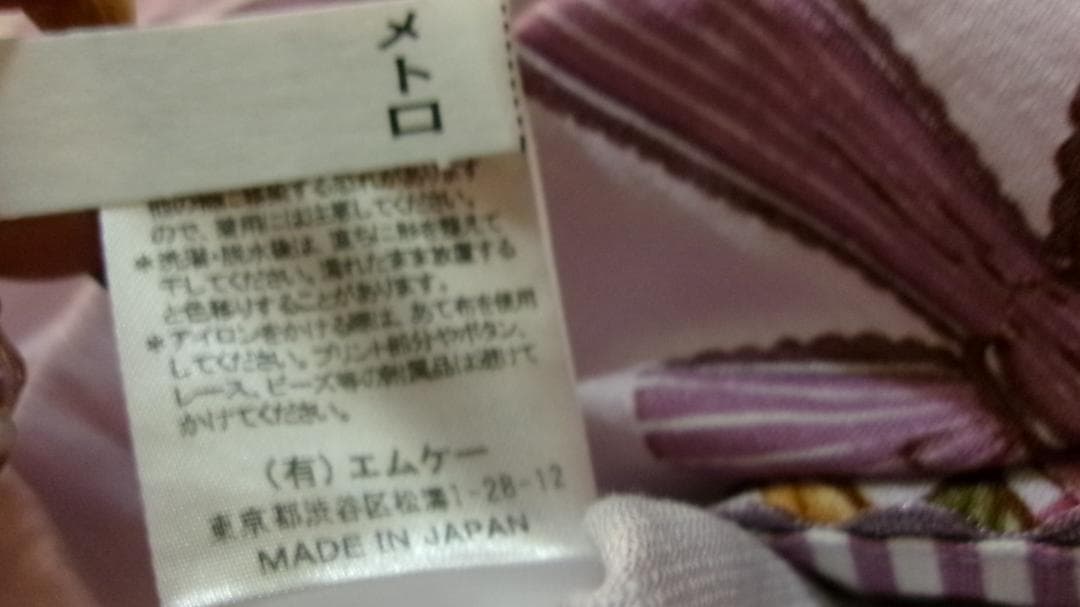 メトロ
ので、着用には注意してください。
*洗濯・脱水後は、直ちに形を整えて
干してください。濡れたまま放置する
と色移りすることがあります。
*アイロンをかける際は、あて布を使用
してください。プリント部分やボタン、
レース、ビーズ等の附属品は避けて
かけてください。
(有)エムケー
東京都渋谷区松濤1-28-12
MADE IN JAPAN